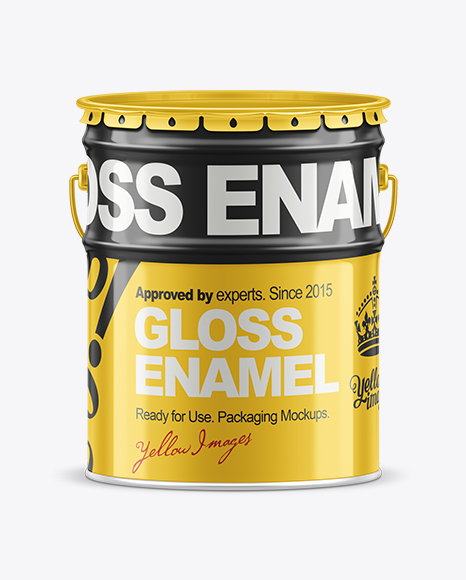 OSS ENAM
Approved by experts. Since 2015
GLOSS
ENAMEL
Ready for Use. Packaging Mockups.
Yellow Images